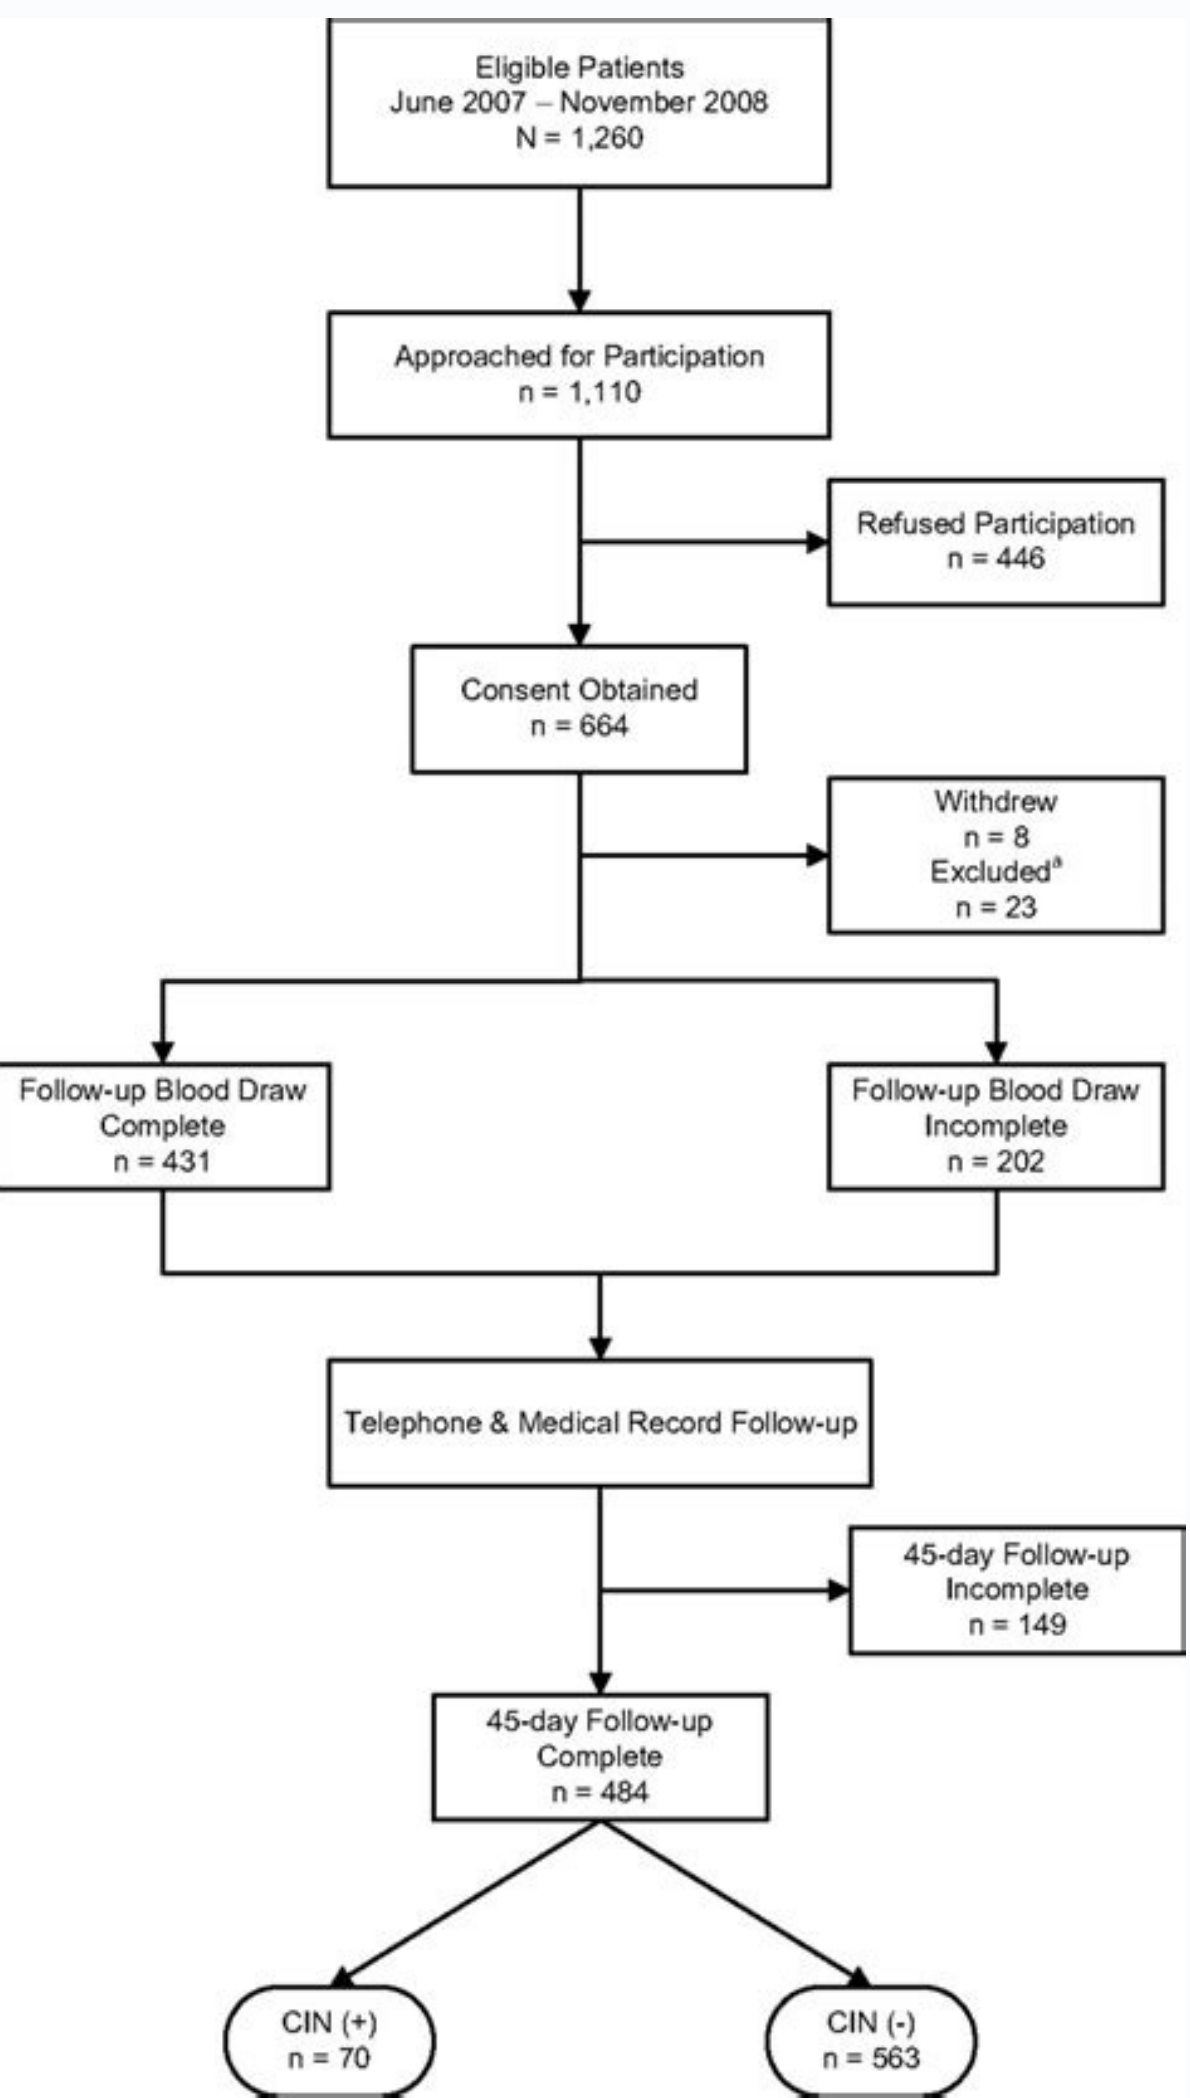 Eligible Patients
June 2007 – November 2008
N = 1,260
Approached for Participation
n = 1,110
Refused Participation
n = 446
Consent Obtained
n = 664
Withdrew
n = 8
Excludedᵃ
n = 23
Follow-up Blood Draw
Complete
n = 431
Follow-up Blood Draw
Incomplete
n = 202
Telephone & Medical Record Follow-up
45-day Follow-up
Incomplete
n = 149
45-day Follow-up
Complete
n = 484
CIN (+)
n = 70
CIN (-)
n = 563